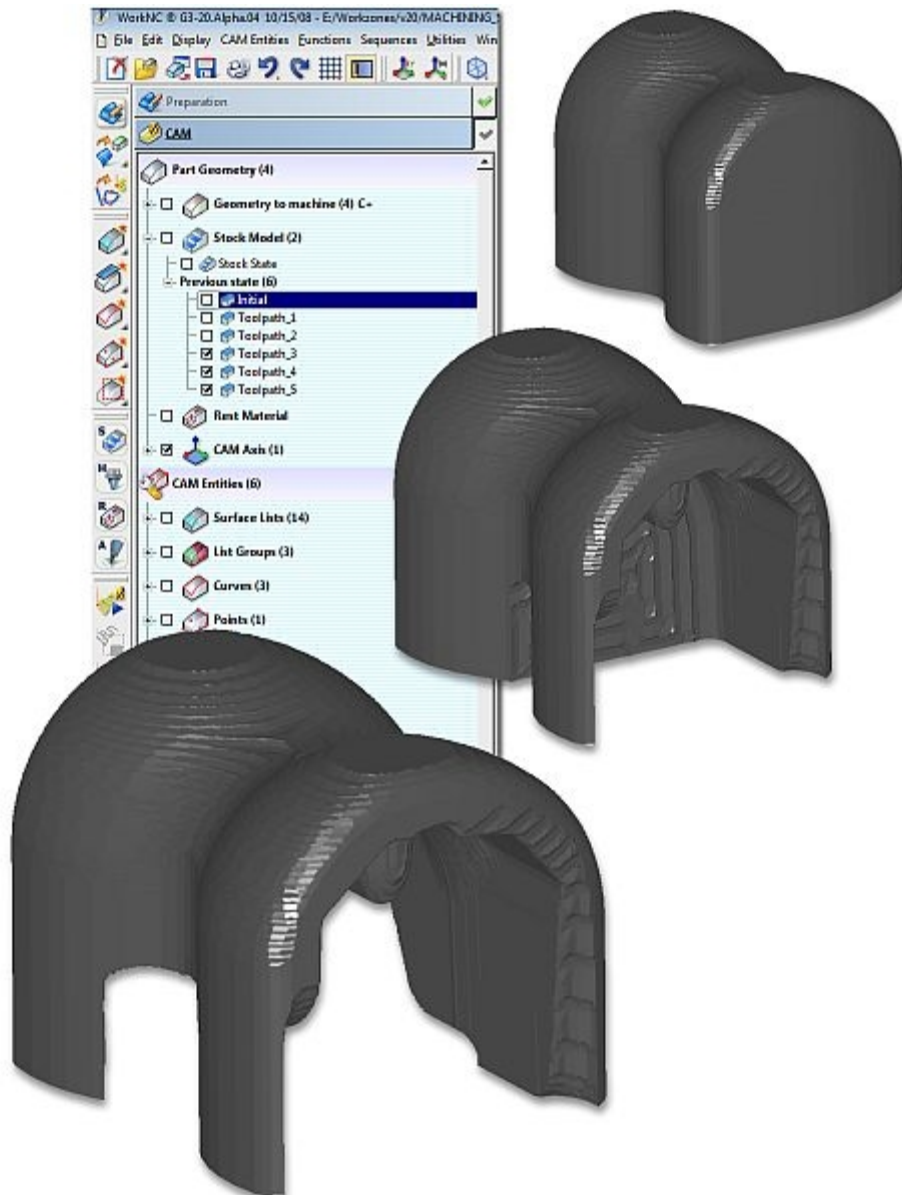 WorkNC © G3-20.Alpha.04 10/15/08 - E:/Workzones/v20/MACHINING_
File Edit Display CAM Entities Functions Sequences Utilities Win
Preparation
CAM
Part Geometry (4)
Geometry to machine (4) C+
Stock Model (2)
Stock State
Previous state (6)
Initial
Toolpath_1
Toolpath_2
Toolpath_3
Toolpath_4
Toolpath_5
Rent Material
CAM Axis (1)
CAM Entities (6)
Surface Lists (14)
List Groups (3)
Curves (3)
Points (1)
S
H
R
A